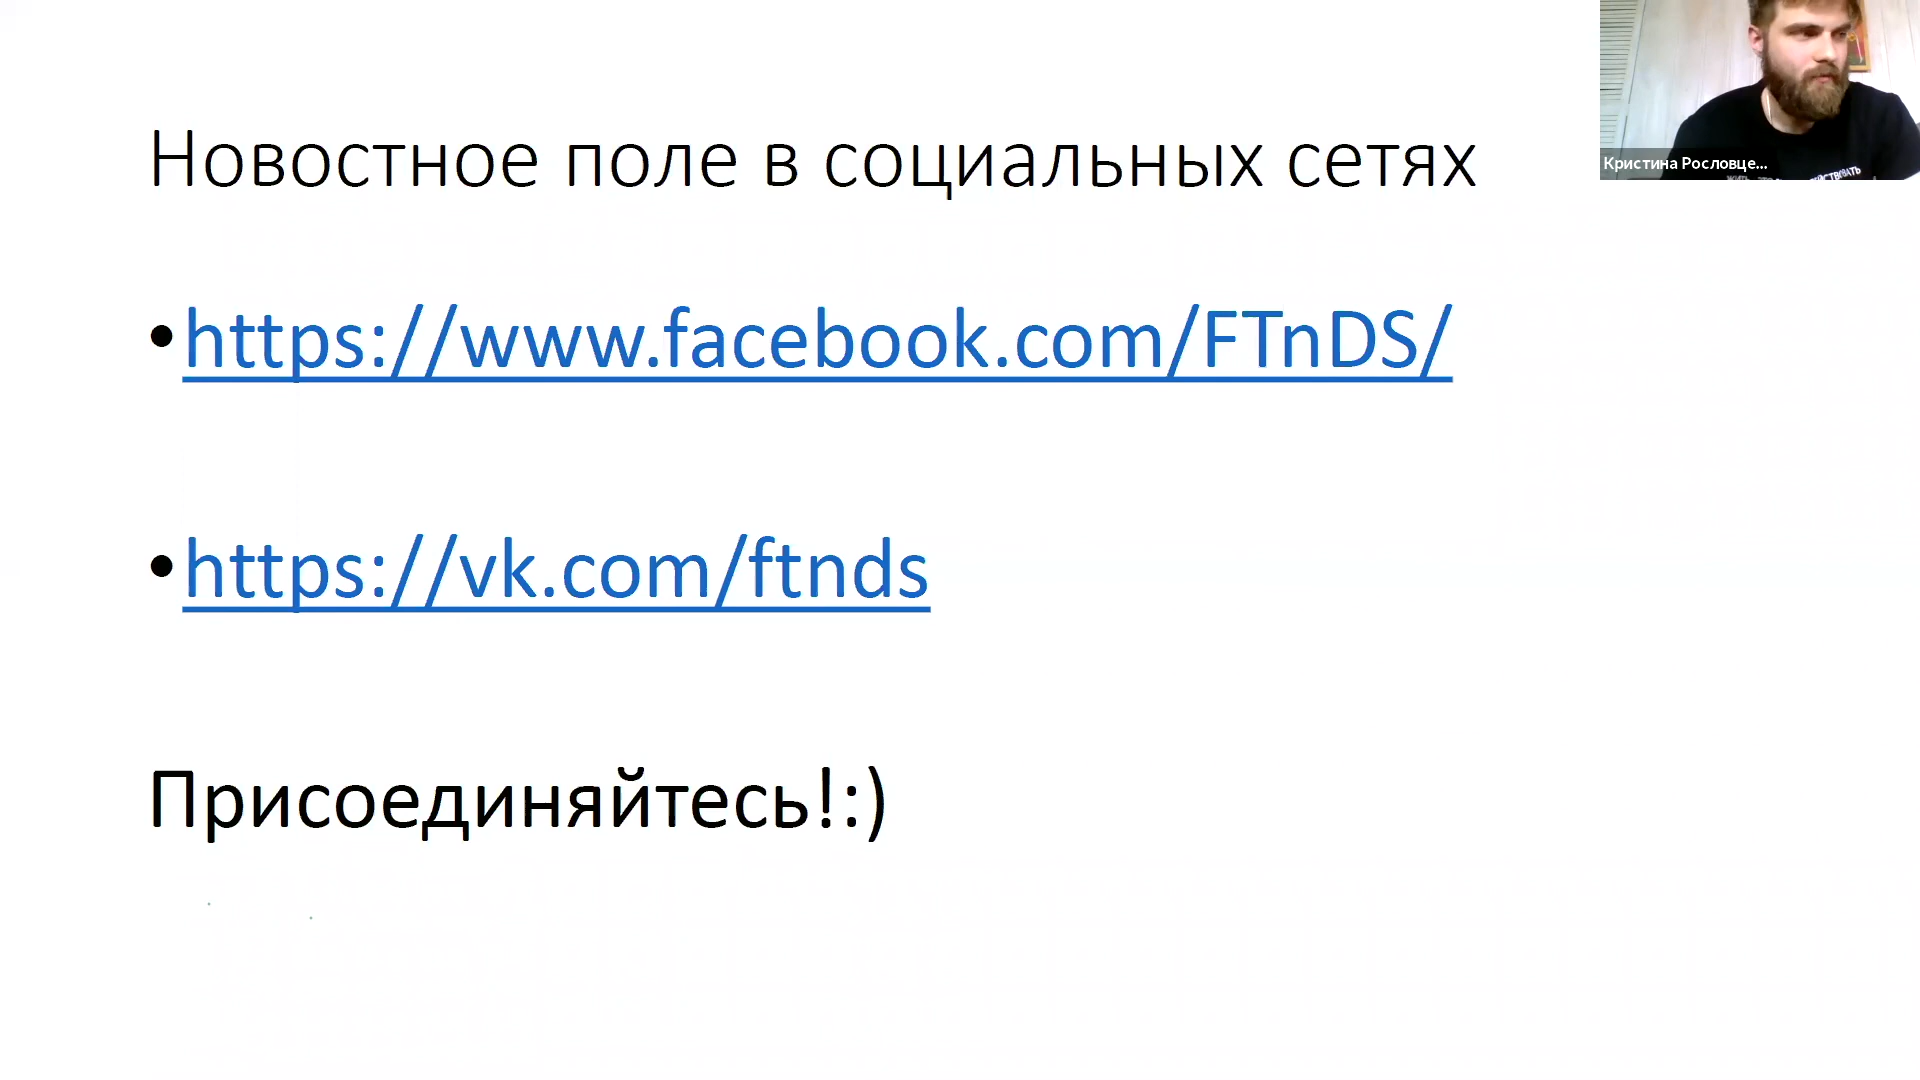 Новостное поле в социальных сетях
•https://www.facebook.com/FTnDS/
•https://vk.com/ftnds
Присоединяйтесь!:)
Кристина Рословце...